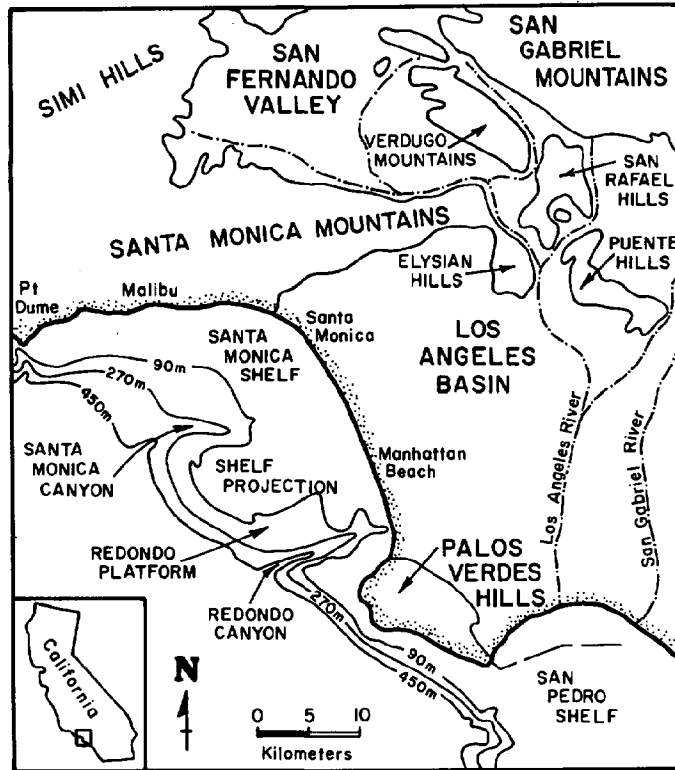 SIMI HILLS
SAN
FERNANDO
VALLEY
SAN
GABRIEL
MOUNTAINS
VERDUGO
MOUNTAINS
SAN
RAFAEL
HILLS
SANTA MONICA MOUNTAINS
ELYSIAN
HILLS
PUENTE
HILLS
Pt
Dume
Malibu
SANTA
MONICA
SHELF
Santa
Monica
LOS
ANGELES
BASIN
90m
270m
450m
SANTA
MONICA
CANYON
SHELF
PROJECTION
Manhattan
Beach
Los Angeles River
San Gabriel River
REDONDO
PLATFORM
REDONDO
CANYON
PALOS
VERDES
HILLS
270m
90m
450m
SAN
PEDRO
SHELF
California
N
0 5 10
Kilometers